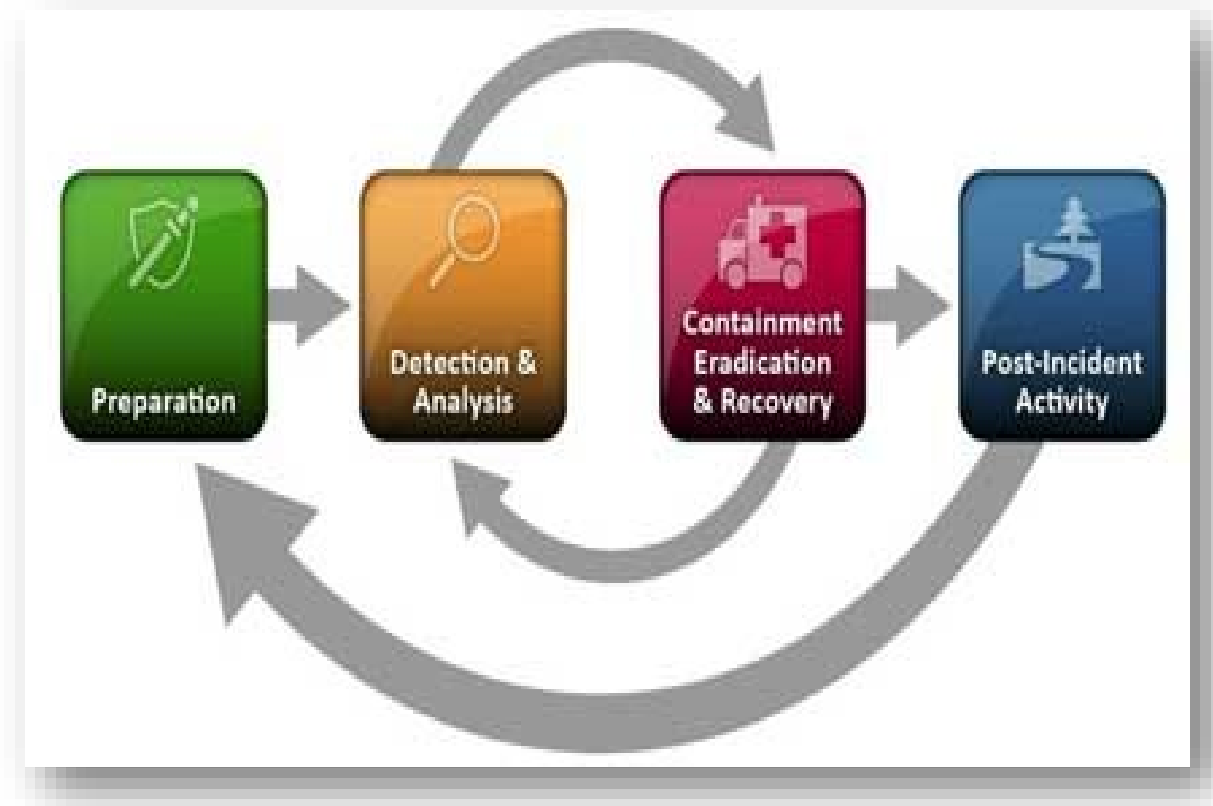 Preparation
Detection &
Analysis
Containment
Eradication
& Recovery
Post-Incident
Activity